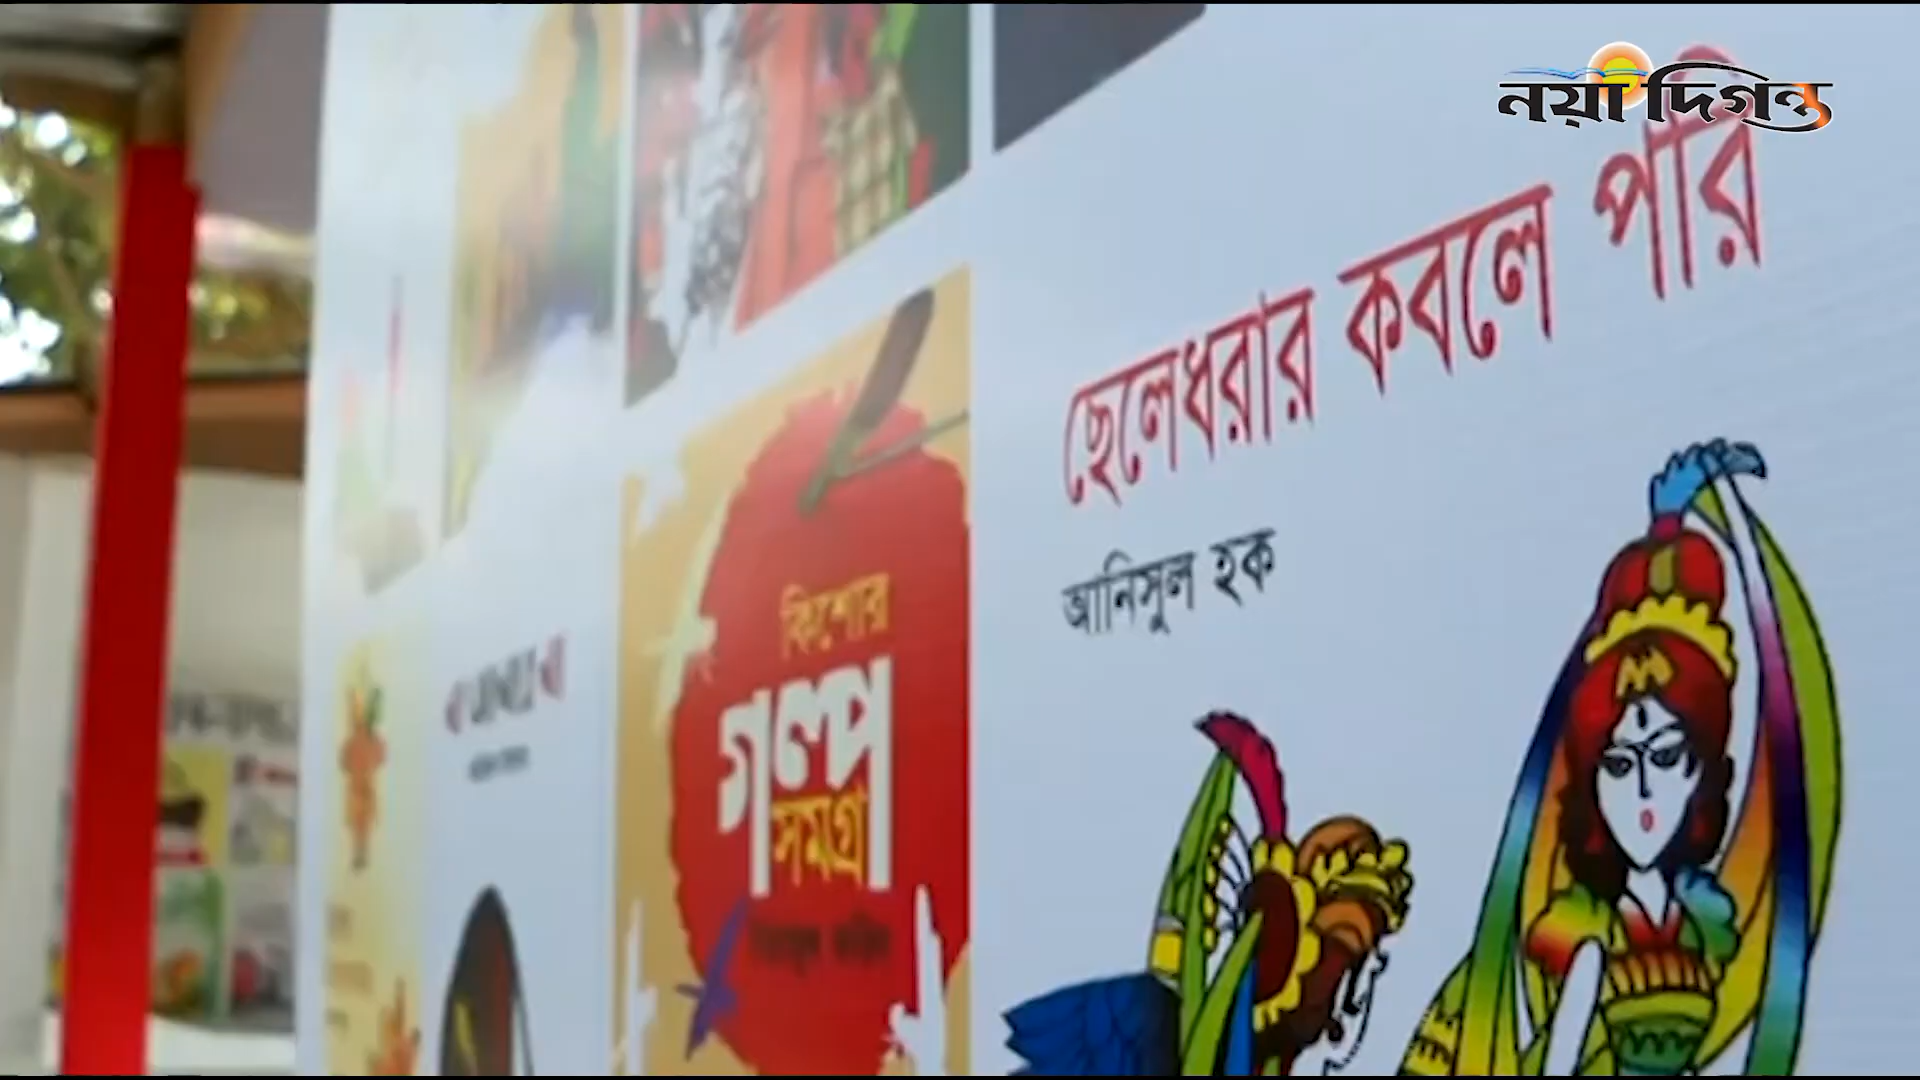 নয়া দিগন্ত
ছেলেধরার কবলে পরি
আনিসুল হক
কিশোর
গল্প
সমগ্র